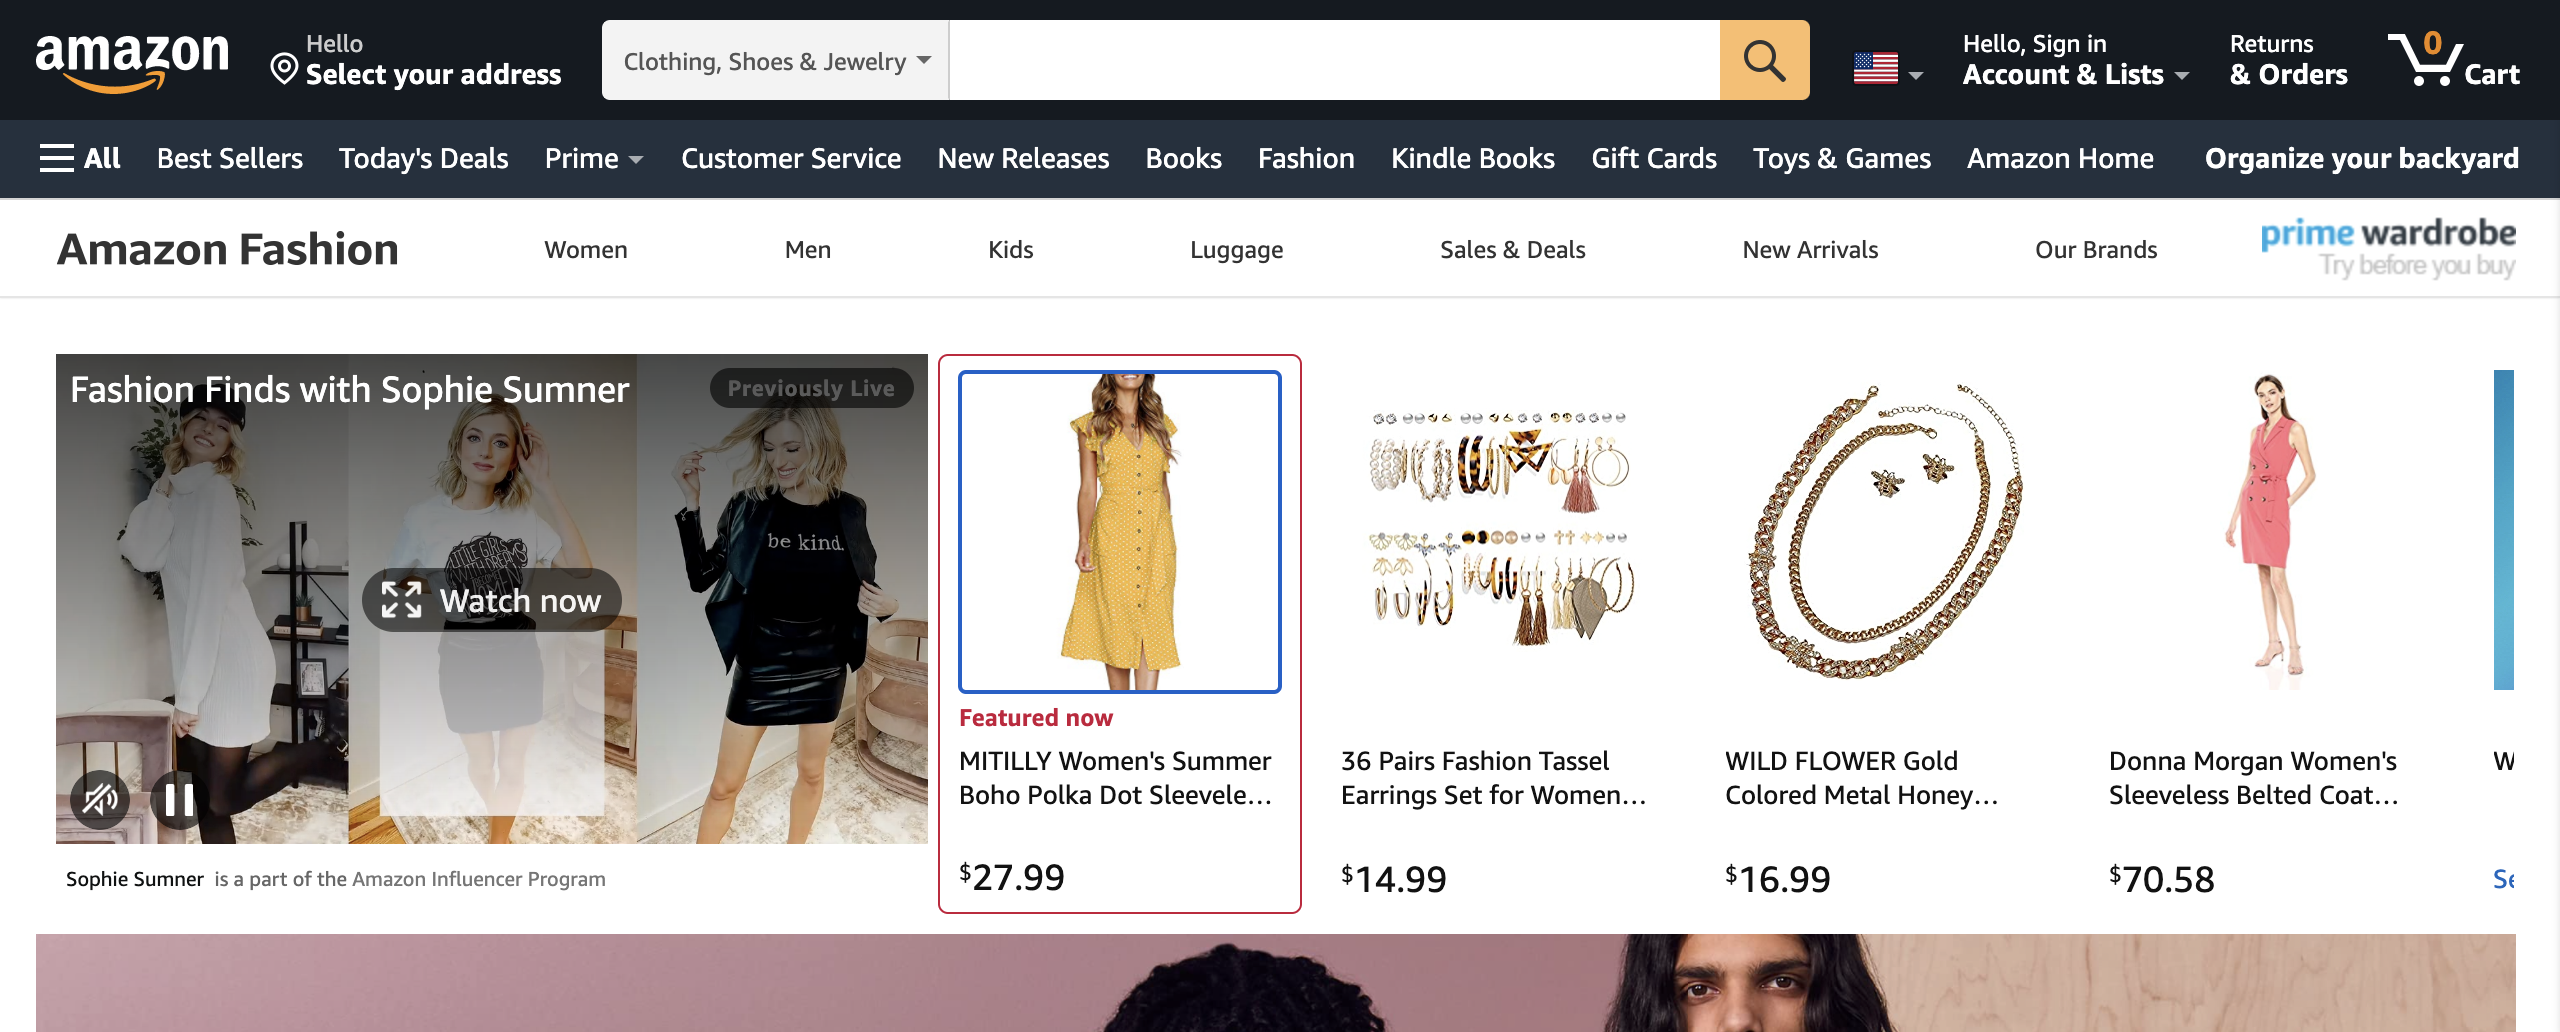 amazon
Hello
Select your address
Clothing, Shoes & Jewelry
Hello, Sign in
Account & Lists
Returns
& Orders
0
Cart
All
Best Sellers
Today's Deals
Prime
Customer Service
New Releases
Books
Fashion
Kindle Books
Gift Cards
Toys & Games
Amazon Home
Organize your backyard
Amazon Fashion
Women
Men
Kids
Luggage
Sales & Deals
New Arrivals
Our Brands
prime wardrobe
Try before you buy
Fashion Finds with Sophie Sumner
Previously Live
be kind.
Watch now
Sophie Sumner is a part of the Amazon Influencer Program
Featured now
MITILLY Women's Summer
Boho Polka Dot Sleevele...
$27.99
36 Pairs Fashion Tassel
Earrings Set for Women...
$14.99
WILD FLOWER Gold
Colored Metal Honey...
$16.99
Donna Morgan Women's
Sleeveless Belted Coat...
$70.58